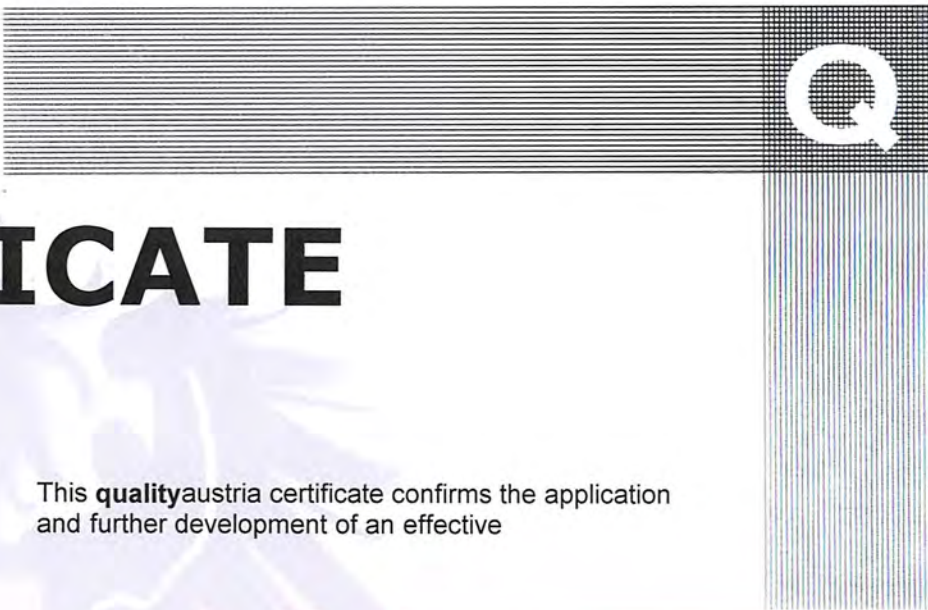 Q
ICATE
This qualityaustria certificate confirms the application
and further development of an effective